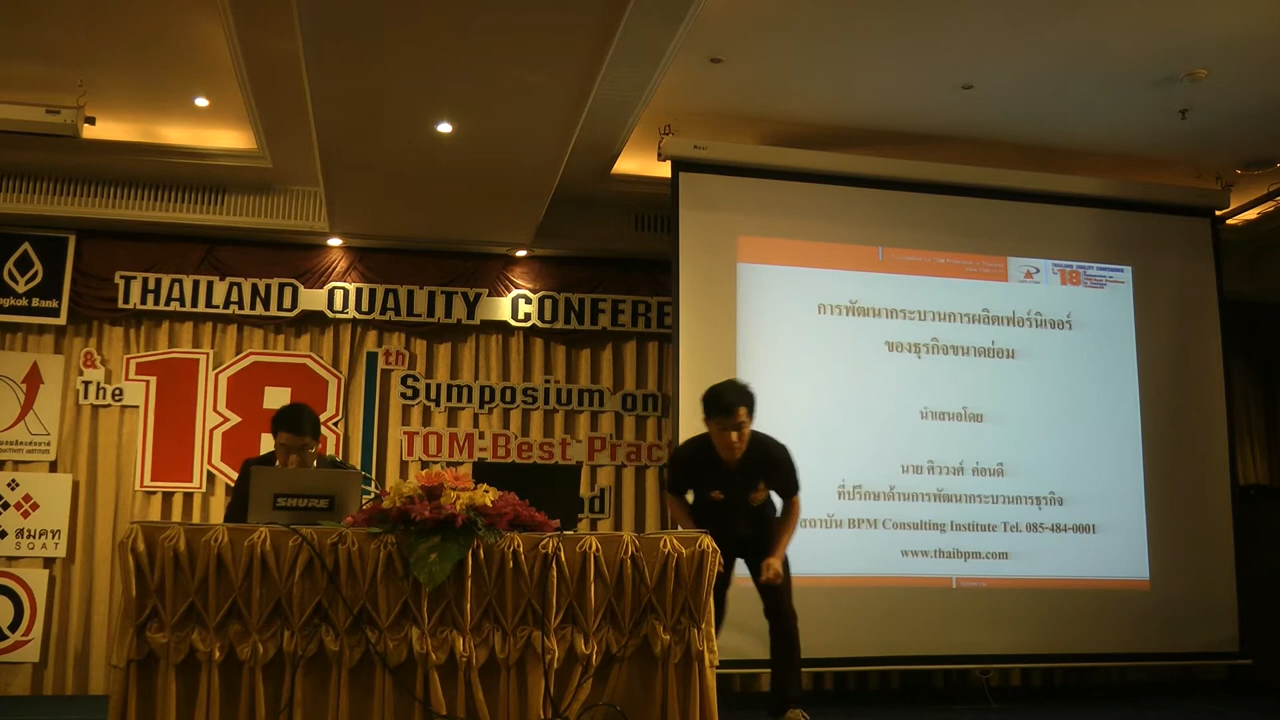 Bangkok Bank
THAILAND QUALITY CONFERE
& The 18th
Symposium on
TQM-Best Pract
สมคท
SQAT
SHURE
THAILAND QUALITY CONFERENCE
18
การพัฒนากระบวนการผลิตเฟอร์นิเจอร์
ของธุรกิจขนาดย่อม
นำเสนอโดย
นาย ศิววงศ์ ค่อนดี
ที่ปรึกษาด้านการพัฒนากระบวนการธุรกิจ
สถาบัน BPM Consulting Institute Tel. 085-484-0001
www.thaibpm.com